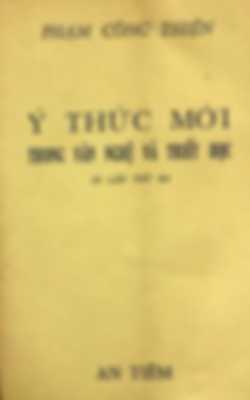 PHẠM CÔNG THIỆN
Ý THỨC MỚI
TRONG VĂN NGHỆ VÀ TRIẾT HỌC
AN TIÊM